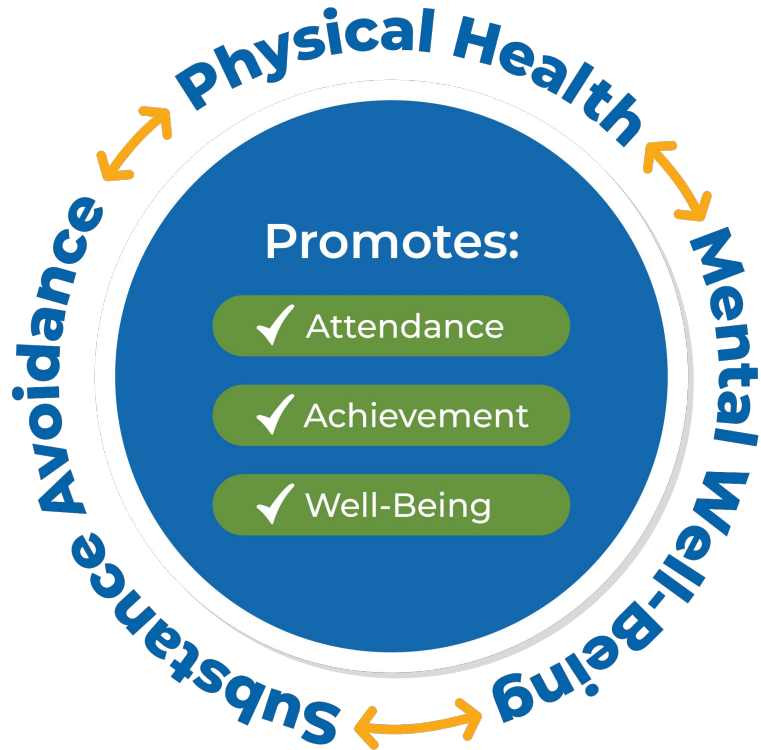 Physical Health
Mental Well-Being
Substance Avoidance
Promotes:
Attendance
Achievement
Well-Being